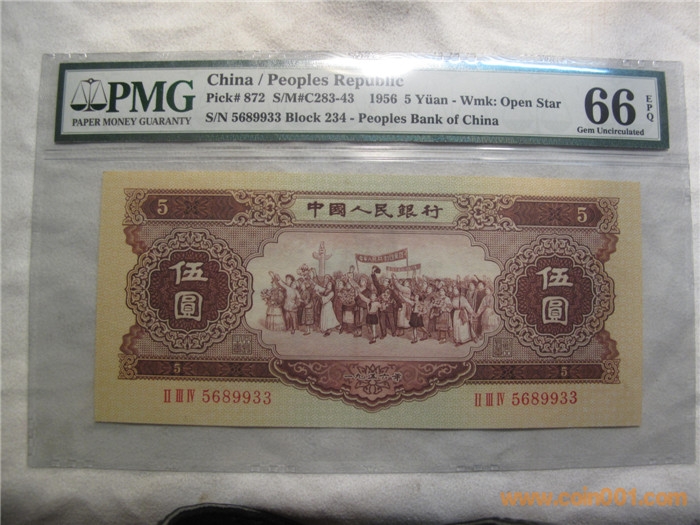 PMG
PAPER MONEY GUARANTY
China / Peoples Republic
Pick# 872 S/M#C283-43 1956 5 Yüan - Wmk: Open Star
S/N 5689933 Block 234 - Peoples Bank of China
66 EPQ
Gem Uncirculated
5 中國人民銀行 5
伍圓 伍圓
5 5
II III IV 5689933 II III IV 5689933
www.coin001.com